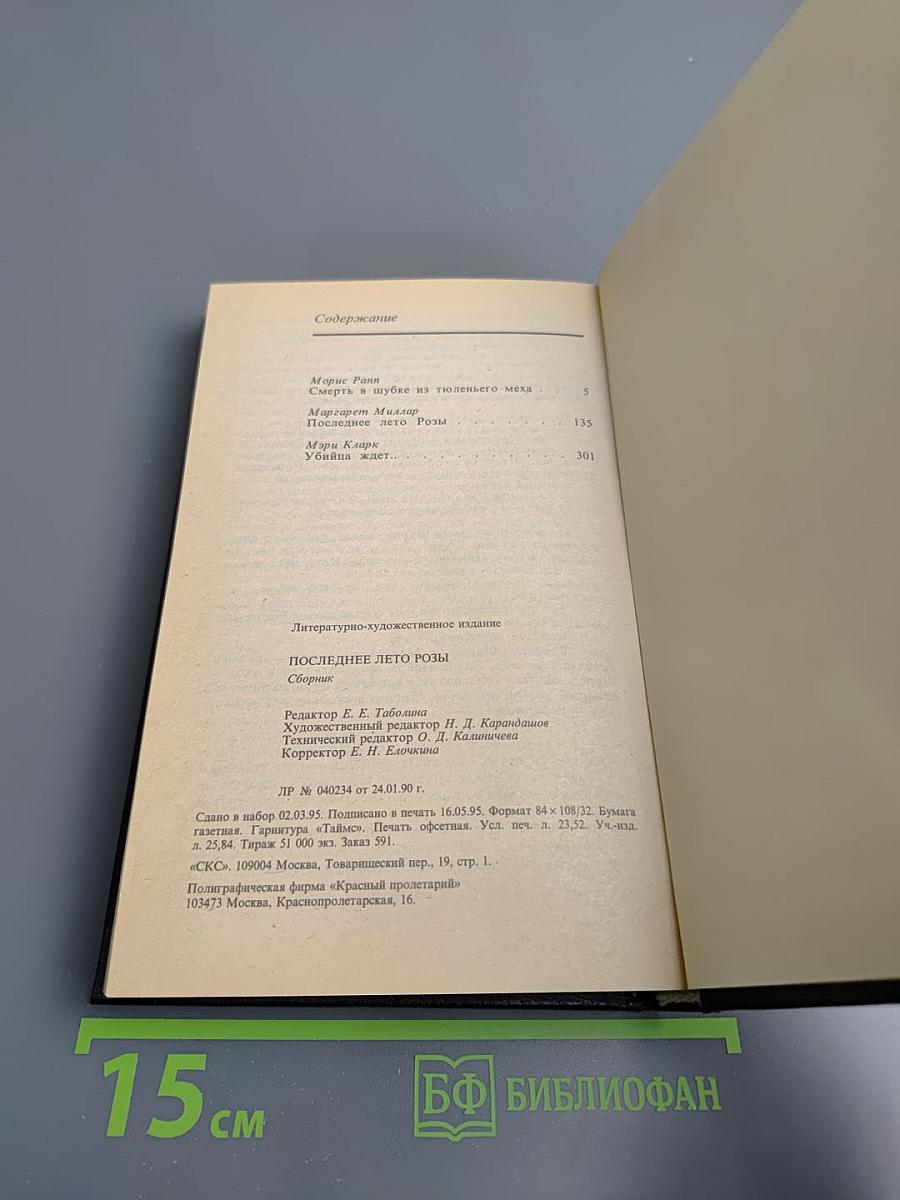 Содержание
Морис Рапп
Смерть в шубке из тюленьего меха . . 5
Маргарет Миллар
Последнее лето Розы . . . . . . . 135
Мэри Кларк
Убийца ждет.. . . . . . . . . . . 301
Литературно-художественное издание
ПОСЛЕДНЕЕ ЛЕТО РОЗЫ
Сборник
Редактор Е. Е. Таболина
Художественный редактор Н. Д. Карандашов
Технический редактор О. Д. Калиничева
Корректор Е. Н. Елочкина
ЛР № 040234 от 24.01.90 г.
Сдано в набор 02.03.95. Подписано в печать 16.05.95. Формат 84×108/32. Бумага
газетная. Гарнитура «Таймс». Печать офсетная. Усл. печ. л. 23,52. Уч.-изд.
л. 25,84. Тираж 51 000 экз. Заказ 591.
«СКС». 109004 Москва, Товарищеский пер., 19, стр. 1.
Полиграфическая фирма «Красный пролетарий»
103473 Москва, Краснопролетарская, 16.
15 см
БФ БИБЛИОФАН